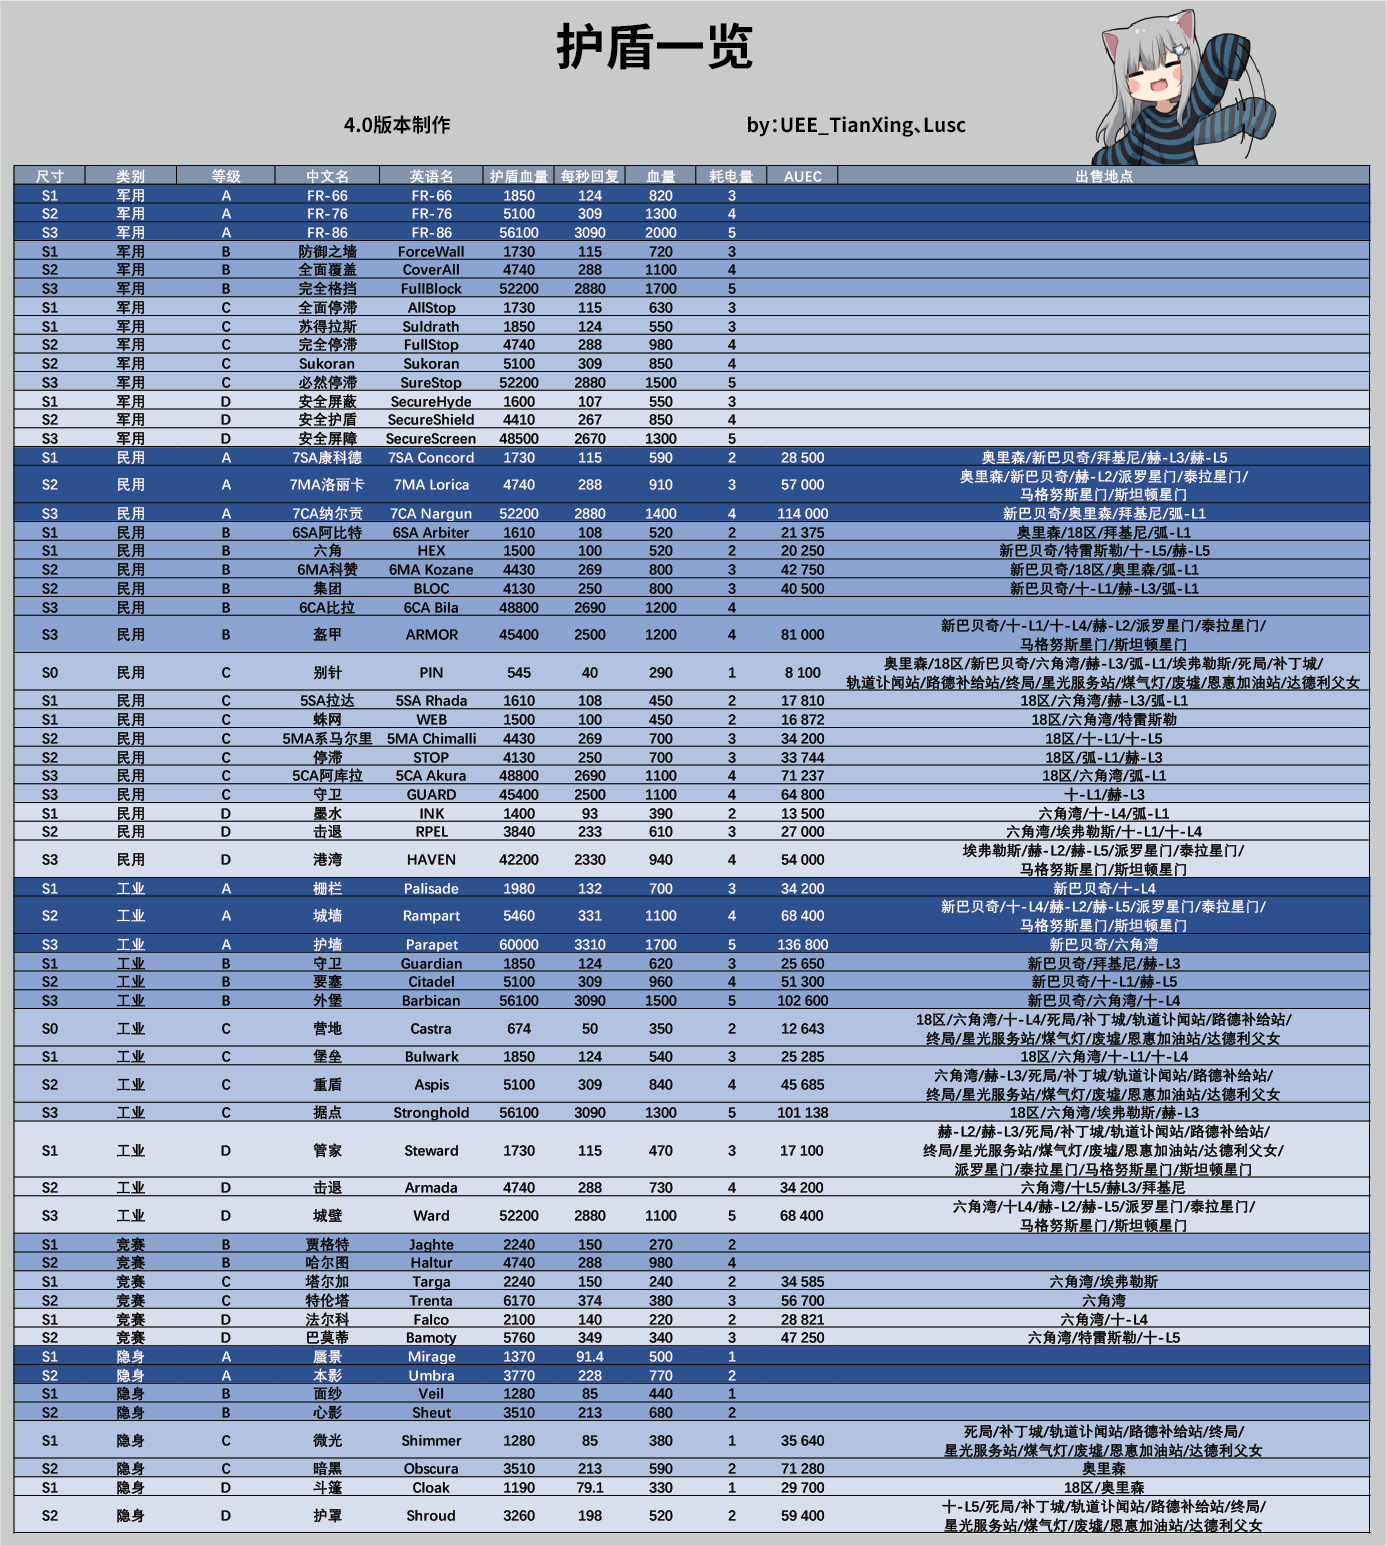 护盾一览
4.0版本制作 by：UEE_TianXing、Lusc
尺寸 类别 等级 中文名 英语名 护盾血量 每秒回复 血量 耗电量 AUEC 出售地点
S1 军用 A FR-66 FR-66 1850 124 820 3
S2 军用 A FR-76 FR-76 5100 309 1300 4
S3 军用 A FR-86 FR-86 56100 3090 2000 5
S1 军用 B 防御之墙 ForceWall 1730 115 720 3
S2 军用 B 全面覆盖 CoverAll 4740 288 1100 4
S3 军用 B 完全格挡 FullBlock 52200 2880 1700 5
S1 军用 C 全面停滞 AllStop 1730 115 630 3
S1 军用 C 苏得拉斯 Suldrath 1850 124 550 3
S2 军用 C 完全停滞 FullStop 4740 288 980 4
S2 军用 C Sukoran Sukoran 5100 309 850 4
S3 军用 C 必然停滞 SureStop 52200 2880 1500 5
S1 军用 D 安全屏蔽 SecureHyde 1600 107 550 3
S2 军用 D 安全护盾 SecureShield 4410 267 850 4
S3 军用 D 安全屏障 SecureScreen 48500 2670 1300 5
S1 民用 A 7SA康科德 7SA Concord 1730 115 590 2 28 500 奥里森/新巴贝奇/拜基尼/赫-L3/赫-L5
S2 民用 A 7MA洛丽卡 7MA Lorica 4740 288 910 3 57 000 奥里森/新巴贝奇/赫-L2/派罗星门/泰拉星门/
马格努斯星门/斯坦顿星门
S3 民用 A 7CA纳尔贡 7CA Nargun 52200 2880 1400 4 114 000 新巴贝奇/奥里森/拜基尼/弧-L1
S1 民用 B 6SA阿比特 6SA Arbiter 1610 108 520 2 21 375 奥里森/18区/拜基尼/弧-L1
S1 民用 B 六角 HEX 1500 100 520 2 20 250 新巴贝奇/特雷斯勒/十-L5/赫-L5
S2 民用 B 6MA科赞 6MA Kozane 4430 269 800 3 42 750 新巴贝奇/18区/奥里森/弧-L1
S2 民用 B 集团 BLOC 4130 250 800 3 40 500 新巴贝奇/十-L1/赫-L3/弧-L1
S3 民用 B 6CA比拉 6CA Bila 48800 2690 1200 4
S3 民用 B 盔甲 ARMOR 45400 2500 1200 4 81 000 新巴贝奇/十-L1/十-L4/赫-L2/派罗星门/泰拉星门/
马格努斯星门/斯坦顿星门
S0 民用 C 别针 PIN 545 40 290 1 8 100 奥里森/18区/新巴贝奇/六角湾/赫-L3/弧-L1/埃弗勒斯/死局/补丁城/
轨道讣闻站/路德补给站/终局/星光服务站/煤气灯/废墟/恩惠加油站/达德利父女
S1 民用 C 5SA拉达 5SA Rhada 1610 108 450 2 17 810 18区/六角湾/赫-L3/弧-L1
S1 民用 C 蛛网 WEB 1500 100 450 2 16 872 18区/六角湾/特雷斯勒
S2 民用 C 5MA系马尔里 5MA Chimalli 4430 269 700 3 34 200 18区/十-L1/十-L5
S2 民用 C 停滞 STOP 4130 250 700 3 33 744 18区/弧-L1/赫-L3
S3 民用 C 5CA阿库拉 5CA Akura 48800 2690 1100 4 71 237 18区/六角湾/弧-L1
S3 民用 C 守卫 GUARD 45400 2500 1100 4 64 800 十-L1/赫-L3
S1 民用 D 墨水 INK 1400 93 390 2 13 500 六角湾/十-L4/弧-L1
S2 民用 D 击退 RPEL 3840 233 610 3 27 000 六角湾/埃弗勒斯/十-L1/十-L4
S3 民用 D 港湾 HAVEN 42200 2330 940 4 54 000 埃弗勒斯/赫-L2/赫-L5/派罗星门/泰拉星门/
马格努斯星门/斯坦顿星门
S1 工业 A 栅栏 Palisade 1980 132 700 3 34 200 新巴贝奇/十-L4
S2 工业 A 城墙 Rampart 5460 331 1100 4 68 400 新巴贝奇/十-L4/赫-L2/赫-L5/派罗星门/泰拉星门/
马格努斯星门/斯坦顿星门
S3 工业 A 护墙 Parapet 60000 3310 1700 5 136 800 新巴贝奇/六角湾
S1 工业 B 守卫 Guardian 1850 124 620 3 25 650 新巴贝奇/拜基尼/赫-L3
S2 工业 B 要塞 Citadel 5100 309 960 4 51 300 新巴贝奇/十-L1/赫-L5
S3 工业 B 外堡 Barbican 56100 3090 1500 5 102 600 新巴贝奇/六角湾/十-L4
S0 工业 C 营地 Castra 674 50 350 2 12 643 18区/六角湾/十-L4/死局/补丁城/轨道讣闻站/路德补给站/
终局/星光服务站/煤气灯/废墟/恩惠加油站/达德利父女
S1 工业 C 堡垒 Bulwark 1850 124 540 3 25 285 18区/六角湾/十-L1/十-L4
S2 工业 C 重盾 Aspis 5100 309 840 4 45 685 六角湾/赫-L3/死局/补丁城/轨道讣闻站/路德补给站/
终局/星光服务站/煤气灯/废墟/恩惠加油站/达德利父女
S3 工业 C 据点 Stronghold 56100 3090 1300 5 101 138 18区/六角湾/埃弗勒斯/赫-L3
S1 工业 D 管家 Steward 1730 115 470 3 17 100 赫-L2/赫-L3/死局/补丁城/轨道讣闻站/路德补给站/
终局/星光服务站/煤气灯/废墟/恩惠加油站/达德利父女/
派罗星门/泰拉星门/马格努斯星门/斯坦顿星门
S2 工业 D 击退 Armada 4740 288 730 4 34 200 六角湾/十L5/赫L3/拜基尼
S3 工业 D 城壁 Ward 52200 2880 1100 5 68 400 六角湾/十L4/赫-L2/赫-L5/派罗星门/泰拉星门/
马格努斯星门/斯坦顿星门
S1 竞赛 B 贾格特 Jaghte 2240 150 270 2
S2 竞赛 B 哈尔图 Haltur 4740 288 980 4
S1 竞赛 C 塔尔加 Targa 2240 150 240 2 34 585 六角湾/埃弗勒斯
S2 竞赛 C 特伦塔 Trenta 6170 374 380 3 56 700 六角湾
S1 竞赛 D 法尔科 Falco 2100 140 220 2 28 821 六角湾/十-L4
S2 竞赛 D 巴莫蒂 Bamoty 5760 349 340 3 47 250 六角湾/特雷斯勒/十-L5
S1 隐身 A 蜃景 Mirage 1370 91.4 500 1
S2 隐身 A 本影 Umbra 3770 228 770 2
S1 隐身 B 面纱 Veil 1280 85 440 1
S2 隐身 B 心影 Sheut 3510 213 680 2
S1 隐身 C 微光 Shimmer 1280 85 380 1 35 640 死局/补丁城/轨道讣闻站/路德补给站/终局/
星光服务站/煤气灯/废墟/恩惠加油站/达德利父女
S2 隐身 C 暗黑 Obscura 3510 213 590 2 71 280 奥里森
S1 隐身 D 斗篷 Cloak 1190 79.1 330 1 29 700 18区/奥里森
S2 隐身 D 护罩 Shroud 3260 198 520 2 59 400 十-L5/死局/补丁城/轨道讣闻站/路德补给站/终局/
星光服务站/煤气灯/废墟/恩惠加油站/达德利父女